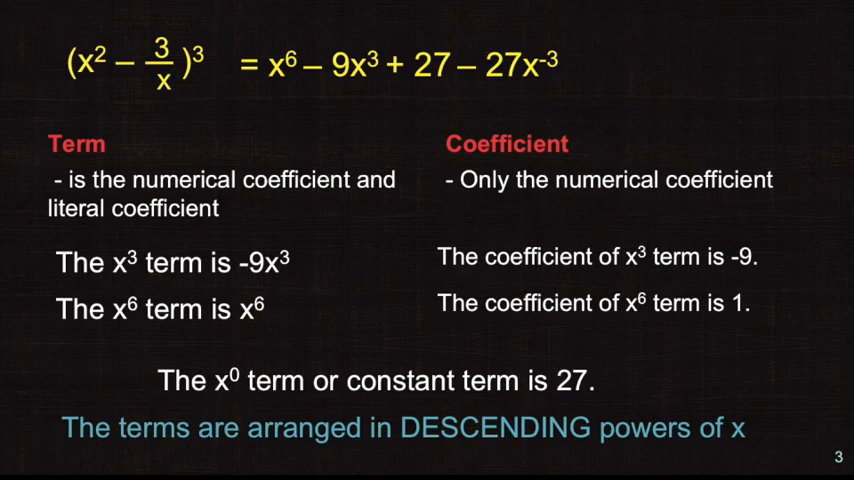 (x² – 3/x )³ = x⁶ – 9x³ + 27 – 27x⁻³
Term
- is the numerical coefficient and
literal coefficient
The x³ term is -9x³
The x⁶ term is x⁶
Coefficient
- Only the numerical coefficient
The coefficient of x³ term is -9.
The coefficient of x⁶ term is 1.
The x⁰ term or constant term is 27.
The terms are arranged in DESCENDING powers of x
3